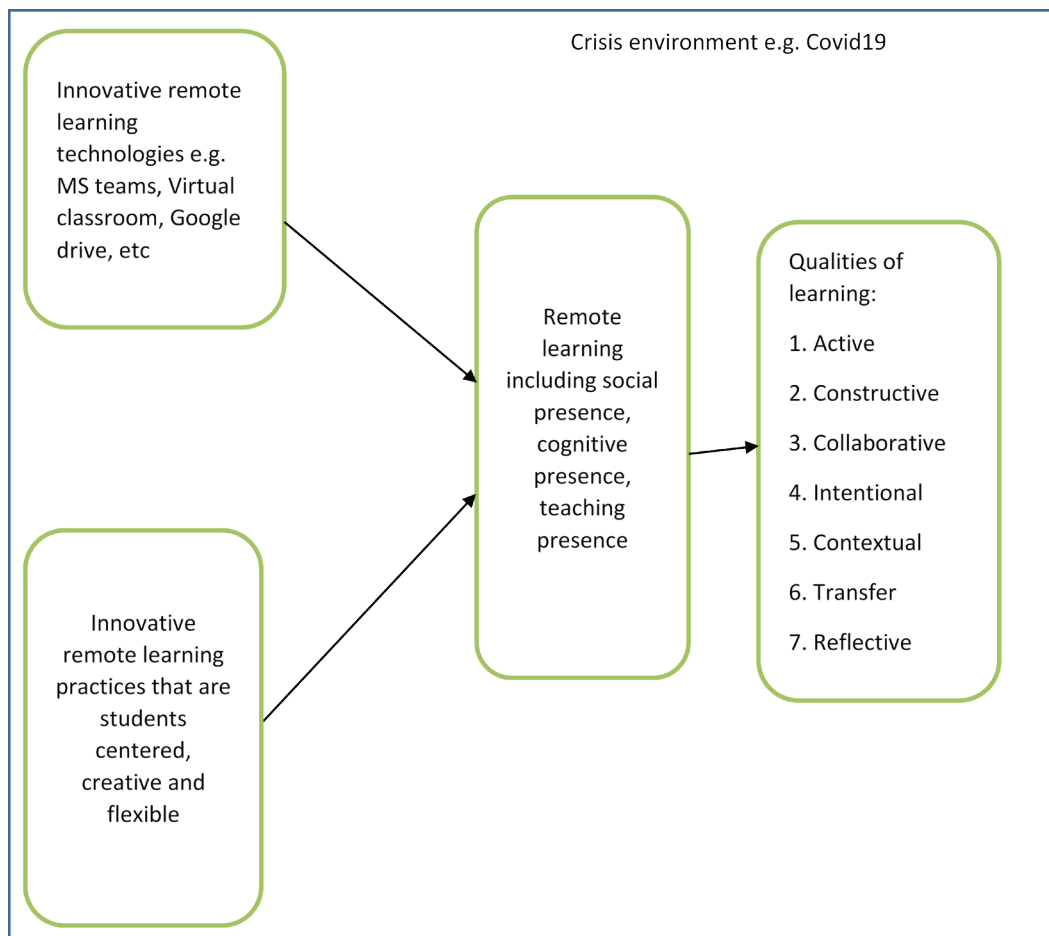 Crisis environment e.g. Covid19
Innovative remote
learning
technologies e.g.
MS teams, Virtual
classroom, Google
drive, etc
Innovative
remote learning
practices that are
students
centered,
creative and
flexible
Remote
learning
including social
presence,
cognitive
presence,
teaching
presence
Qualities of
learning:
1. Active
2. Constructive
3. Collaborative
4. Intentional
5. Contextual
6. Transfer
7. Reflective